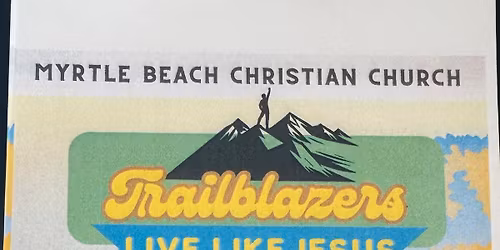 MYRTLE BEACH CHRISTIAN CHURCH
Trailblazers
LIVE LIKE JESUS